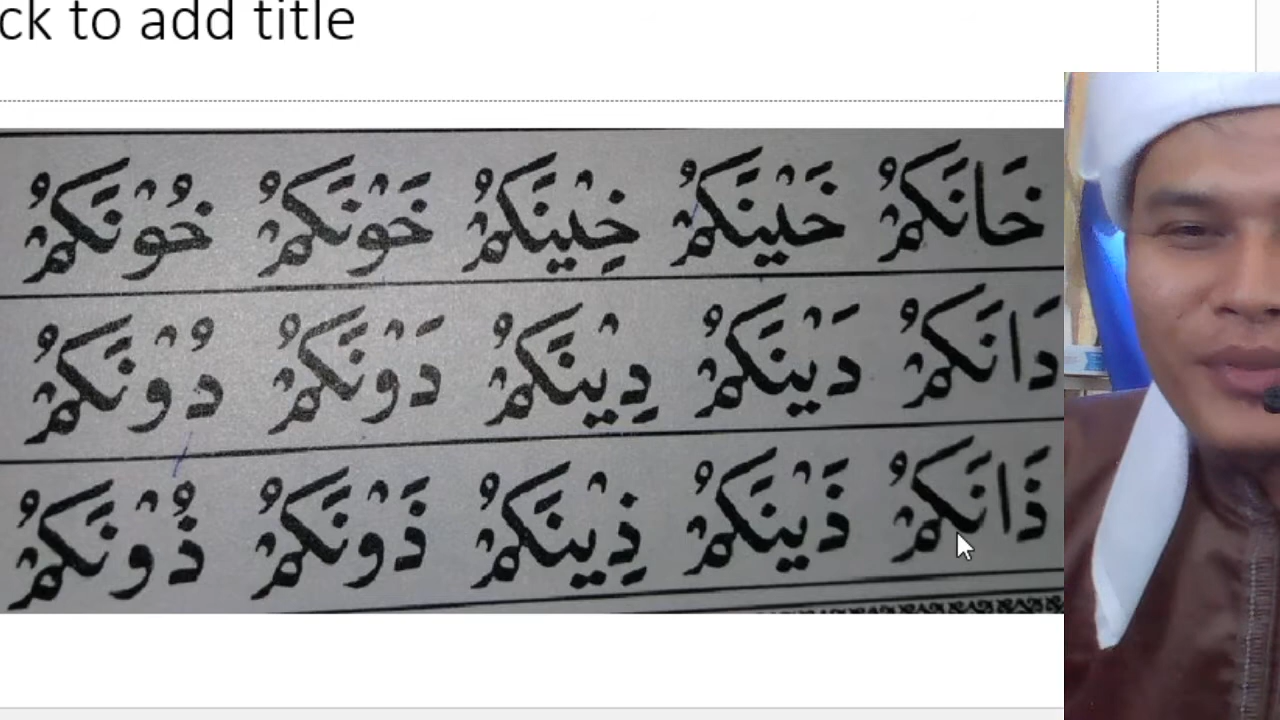 ck to add title
خَانَكُمْ خَيْنَكُمْ خِيْنَكُمْ خَوْنَكُمْ خُوْنَكُمْ
دَانَكُمْ دَيْنَكُمْ دِيْنَكُمْ دَوْنَكُمْ دُوْنَكُمْ
ذَانَكُمْ ذَيْنَكُمْ ذِيْنَكُمْ ذَوْنَكُمْ ذُوْنَكُمْ